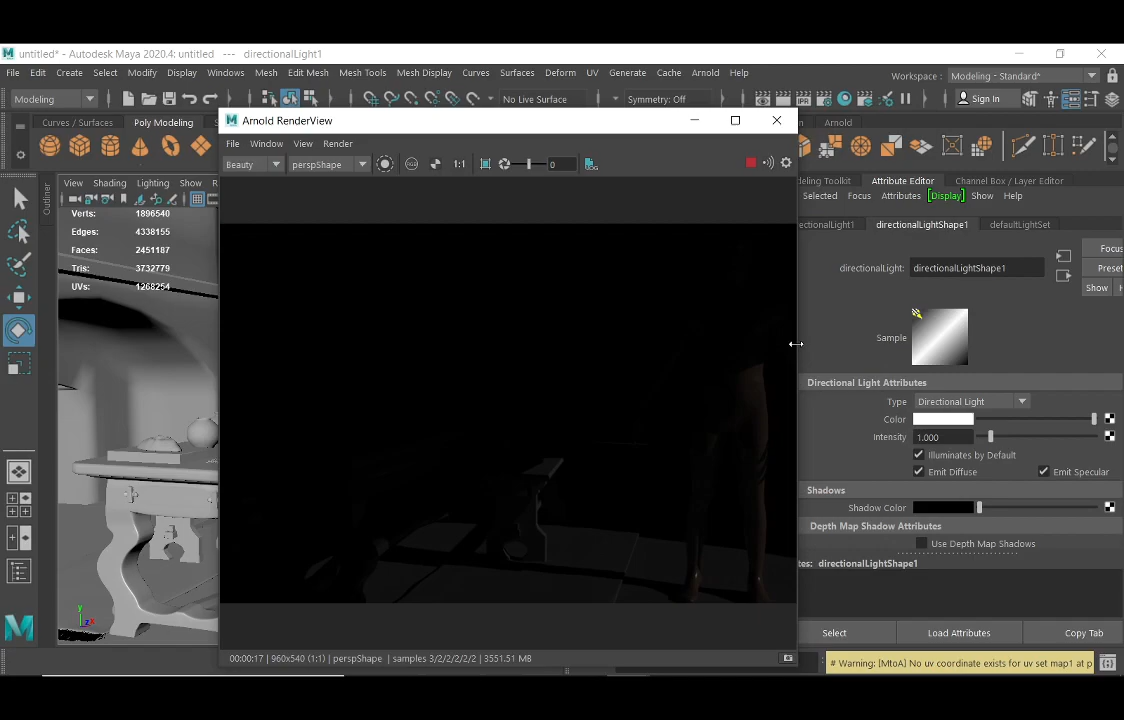 untitled* - Autodesk Maya 2020.4: untitled --- directionalLight1
File Edit Create Select Modify Display Windows Mesh Edit Mesh Mesh Tools Mesh Display Curves Surfaces Deform UV Generate Cache Arnold Help
Workspace : Modeling - Standard*
Modeling
No Live Surface
Symmetry: Off
IPR
Sign In
Curves / Surfaces
Poly Modeling
Arnold RenderView
Arnold
File Window View Render
Beauty
perspShape
1:1
0
View Shading Lighting Show
Outliner
Verts: 1896540
Edges: 4338155
Faces: 2451187
Tris: 3732779
UVs: 1268254
deling Toolkit
Attribute Editor
Channel Box / Layer Editor
Selected Focus Attributes Display Show Help
ectionalLight1
directionalLightShape1
defaultLightSet
directionalLight: directionalLightShape1
Focus
Preset
Show
H
Sample
Directional Light Attributes
Type Directional Light
Color
Intensity 1.000
Illuminates by Default
Emit Diffuse
Emit Specular
Shadows
Shadow Color
Depth Map Shadow Attributes
Use Depth Map Shadows
tes: directionalLightShape1
Select
Load Attributes
Copy Tab
y
z
x
00:00:17 | 960x540 (1:1) | perspShape | samples 3/2/2/2/2/2 | 3551.51 MB
# Warning: [MtoA] No uv coordinate exists for uv set map1 at p